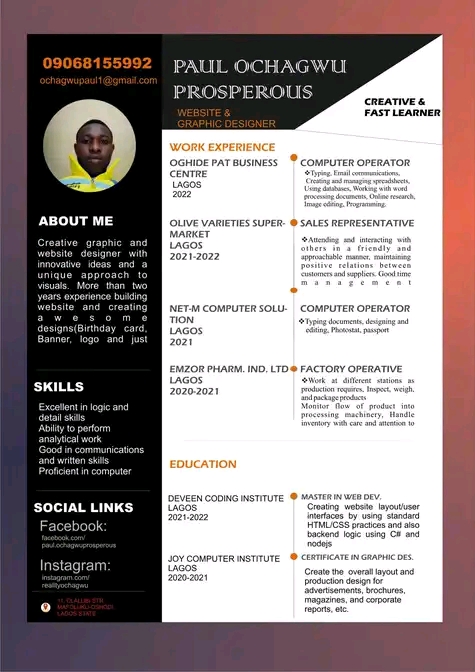 09068155992
ochagwupaul1@gmail.com
PAUL OCHAGWU
PROSPEROUS
WEBSITE &
GRAPHIC DESIGNER
CREATIVE &
FAST LEARNER
ABOUT ME
Creative graphic and
website designer with
innovative ideas and a
unique approach to
visuals. More than two
years experience building
website and creating
awesome
designs(Birthday card,
Banner, logo and just
SKILLS
Excellent in logic and
detail skills
Ability to perform
analytical work
Good in communications
and written skills
Proficient in computer
SOCIAL LINKS
Facebook:
facebook.com/
paul.ochagwuprosperous
Instagram:
instagram.com/
LAGOS STATE
WORK EXPERIENCE
OGHIDE PAT BUSINESS
CENTRE
LAGOS
2022
COMPUTER OPERATOR
❖Typing, Email communications,
Creating and managing spreadsheets,
Using databases, Working with word
processing documents, Online research,
Image editing, Programming.
OLIVE VARIETIES SUPER-
MARKET
LAGOS
2021-2022
SALES REPRESENTATIVE
❖Attending and interacting with
others in a friendly and
approachable manner, maintaining
positive relations between
customers and suppliers. Good time
management
NET-M COMPUTER SOLU-
TION
LAGOS
2021
COMPUTER OPERATOR
❖Typing documents, designing and
editing, Photostat, passport
EMZOR PHARM. IND. LTD
LAGOS
2020-2021
FACTORY OPERATIVE
❖Work at different stations as
production requires, Inspect, weigh,
and package products
Monitor flow of product into
processing machinery, Handle
inventory with care and attention to
EDUCATION
DEVEEN CODING INSTITUTE
LAGOS
2021-2022
MASTER IN WEB DEV.
Creating website layout/user
interfaces by using standard
HTML/CSS practices and also
backend logic using C# and
nodejs
JOY COMPUTER INSTITUTE
LAGOS
2020-2021
CERTIFICATE IN GRAPHIC DES.
Create the overall layout and
production design for
advertisements, brochures,
magazines, and corporate
reports, etc.